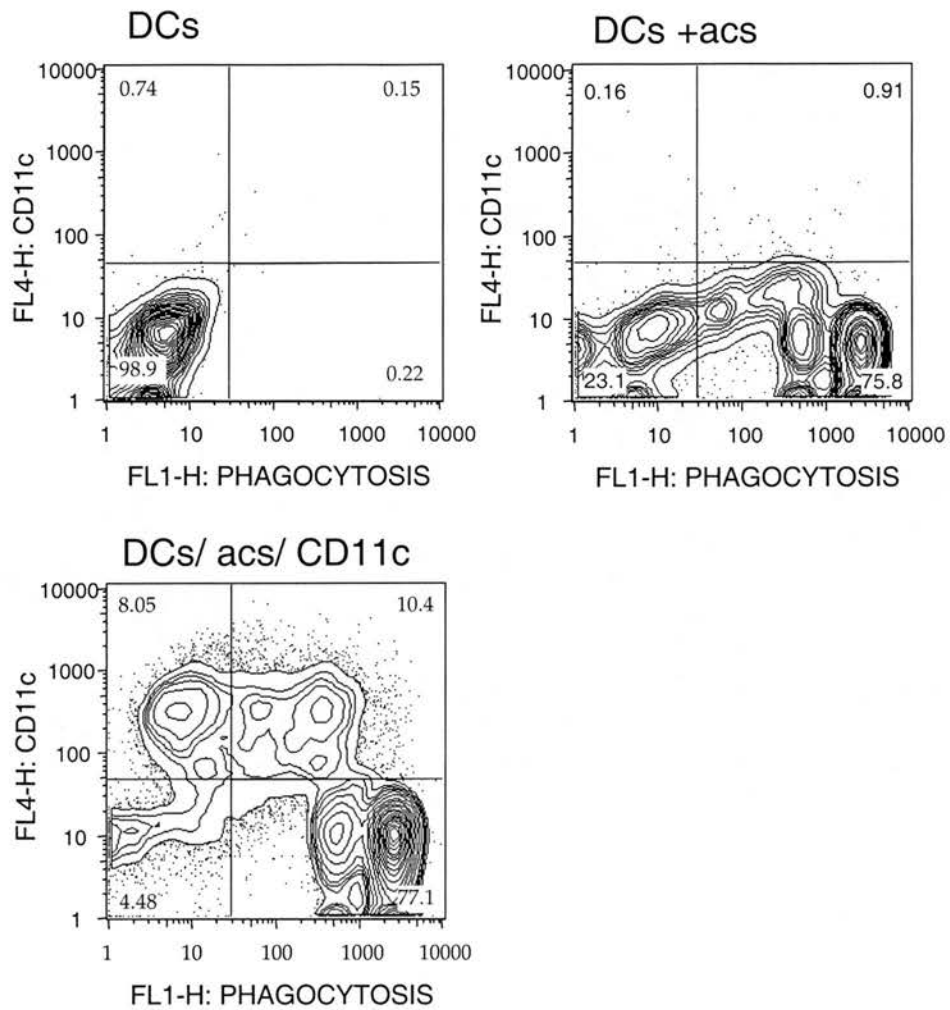 DCs
10000
1000
100
10
1
FL4-H: CD11c
0.74
0.15
98.9
0.22
1 10 100 1000 10000
FL1-H: PHAGOCYTOSIS
DCs +acs
10000
1000
100
10
1
FL4-H: CD11c
0.16
0.91
23.1
75.8
1 10 100 1000 10000
FL1-H: PHAGOCYTOSIS
DCs/ acs/ CD11c
10000
1000
100
10
1
FL4-H: CD11c
8.05
10.4
4.48
77.1
1 10 100 1000 10000
FL1-H: PHAGOCYTOSIS